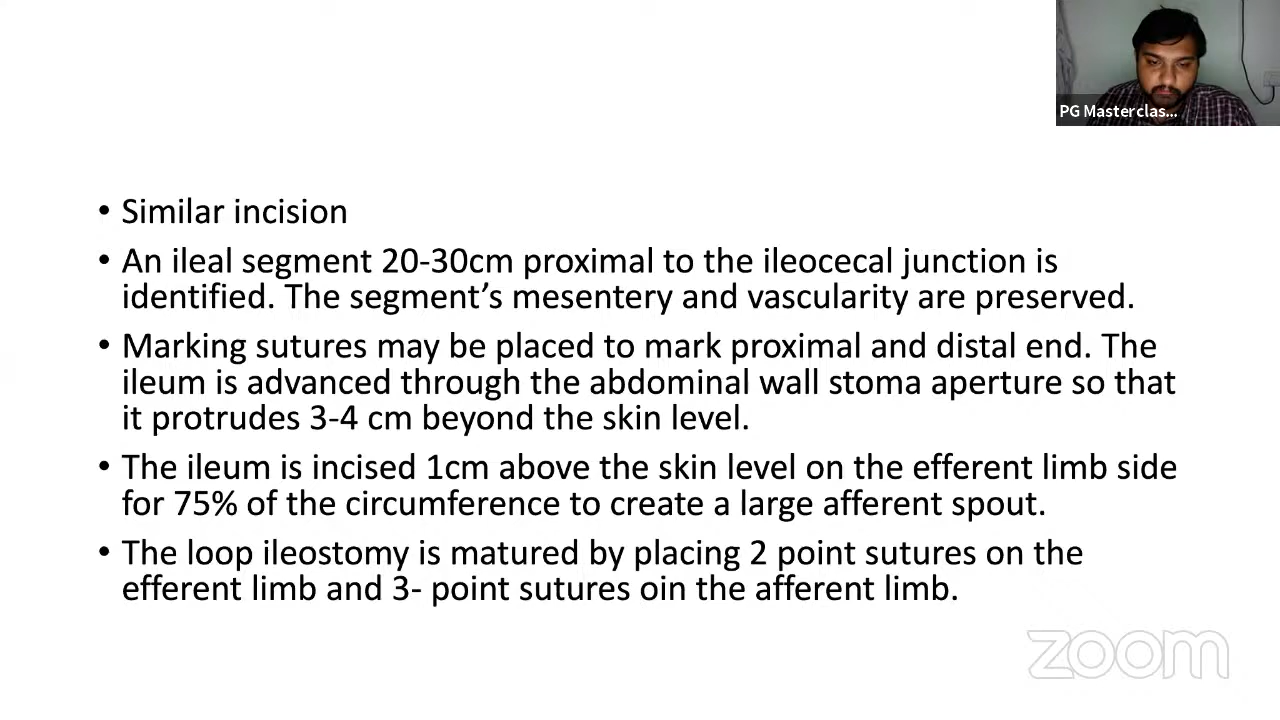 PG Masterclas...
• Similar incision
• An ileal segment 20-30cm proximal to the ileocecal junction is
identified. The segment's mesentery and vascularity are preserved.
• Marking sutures may be placed to mark proximal and distal end. The
ileum is advanced through the abdominal wall stoma aperture so that
it protrudes 3-4 cm beyond the skin level.
• The ileum is incised 1cm above the skin level on the efferent limb side
for 75% of the circumference to create a large afferent spout.
• The loop ileostomy is matured by placing 2 point sutures on the
efferent limb and 3- point sutures oin the afferent limb.
zoom